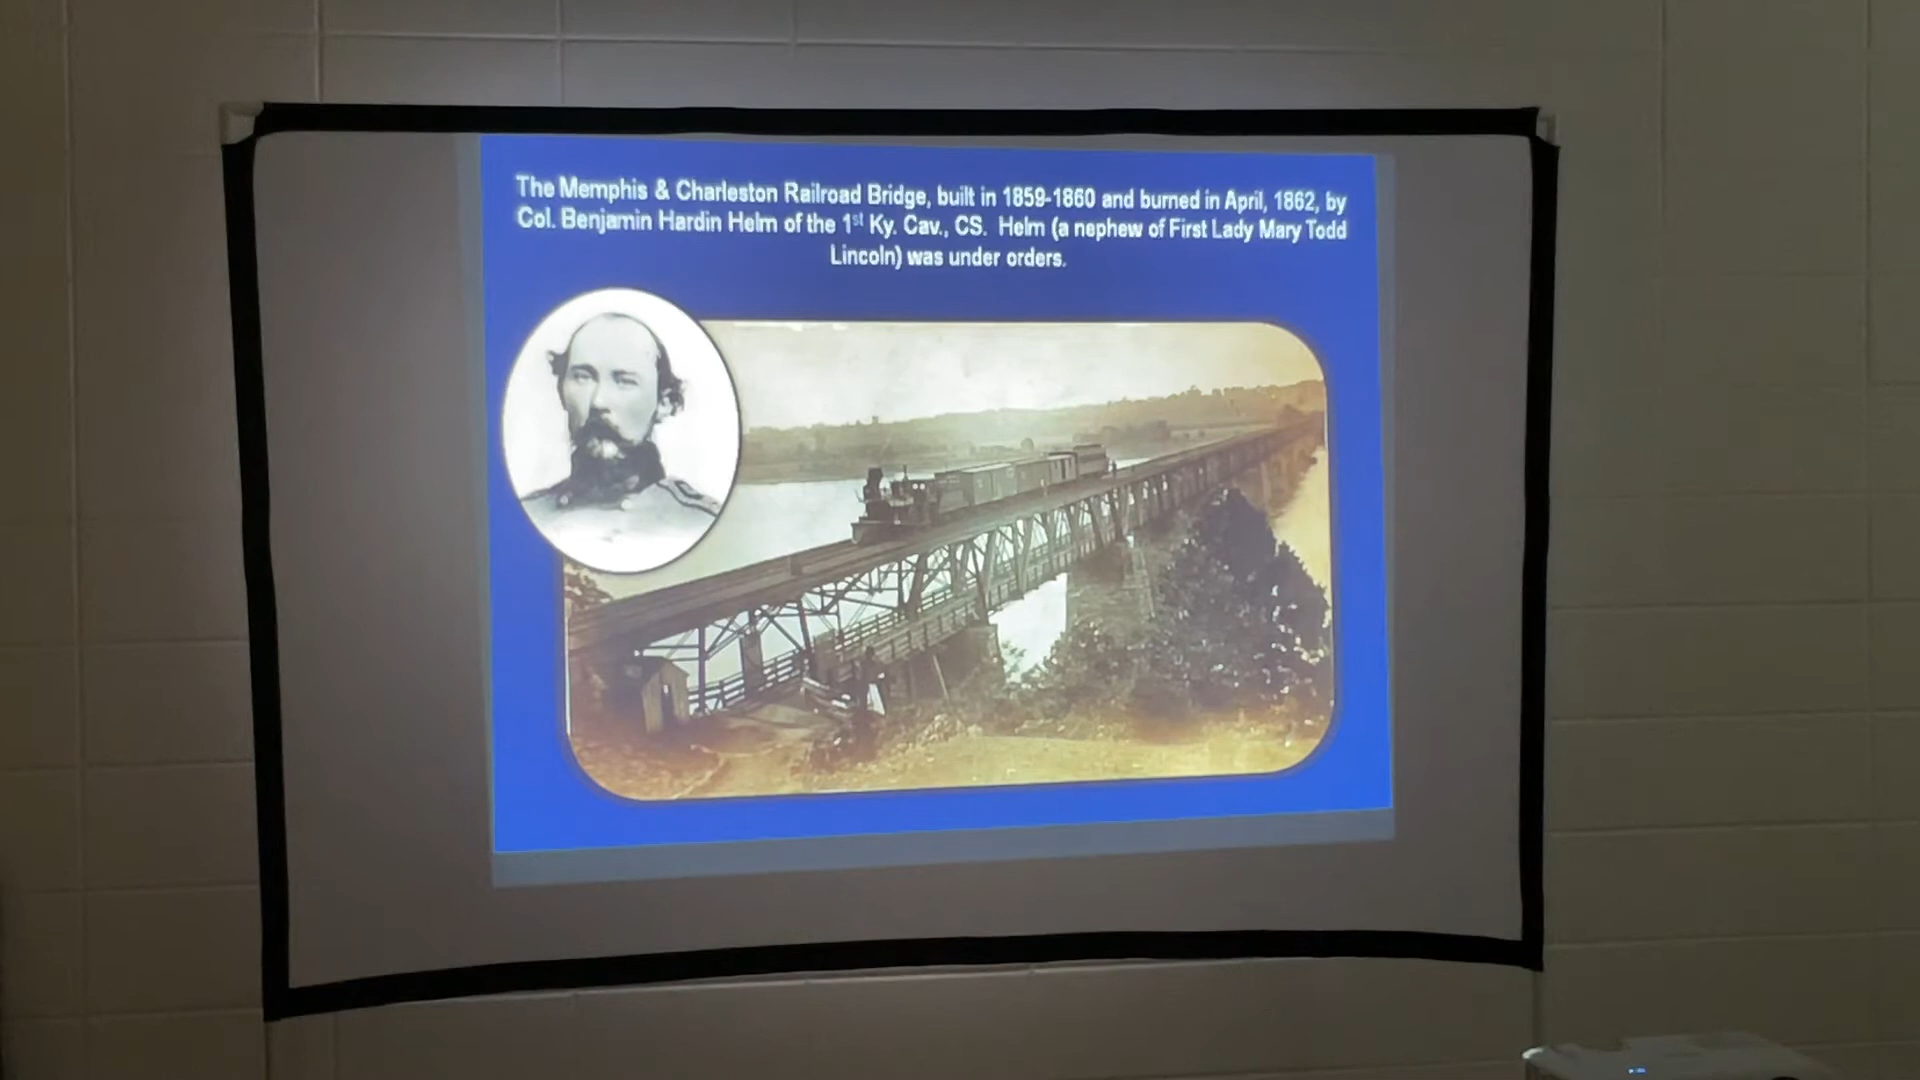 The Memphis & Charleston Railroad Bridge, built in 1859-1860 and burned in April, 1862, by
Col. Benjamin Hardin Helm of the 1st Ky. Cav., CS. Helm (a nephew of First Lady Mary Todd
Lincoln) was under orders.